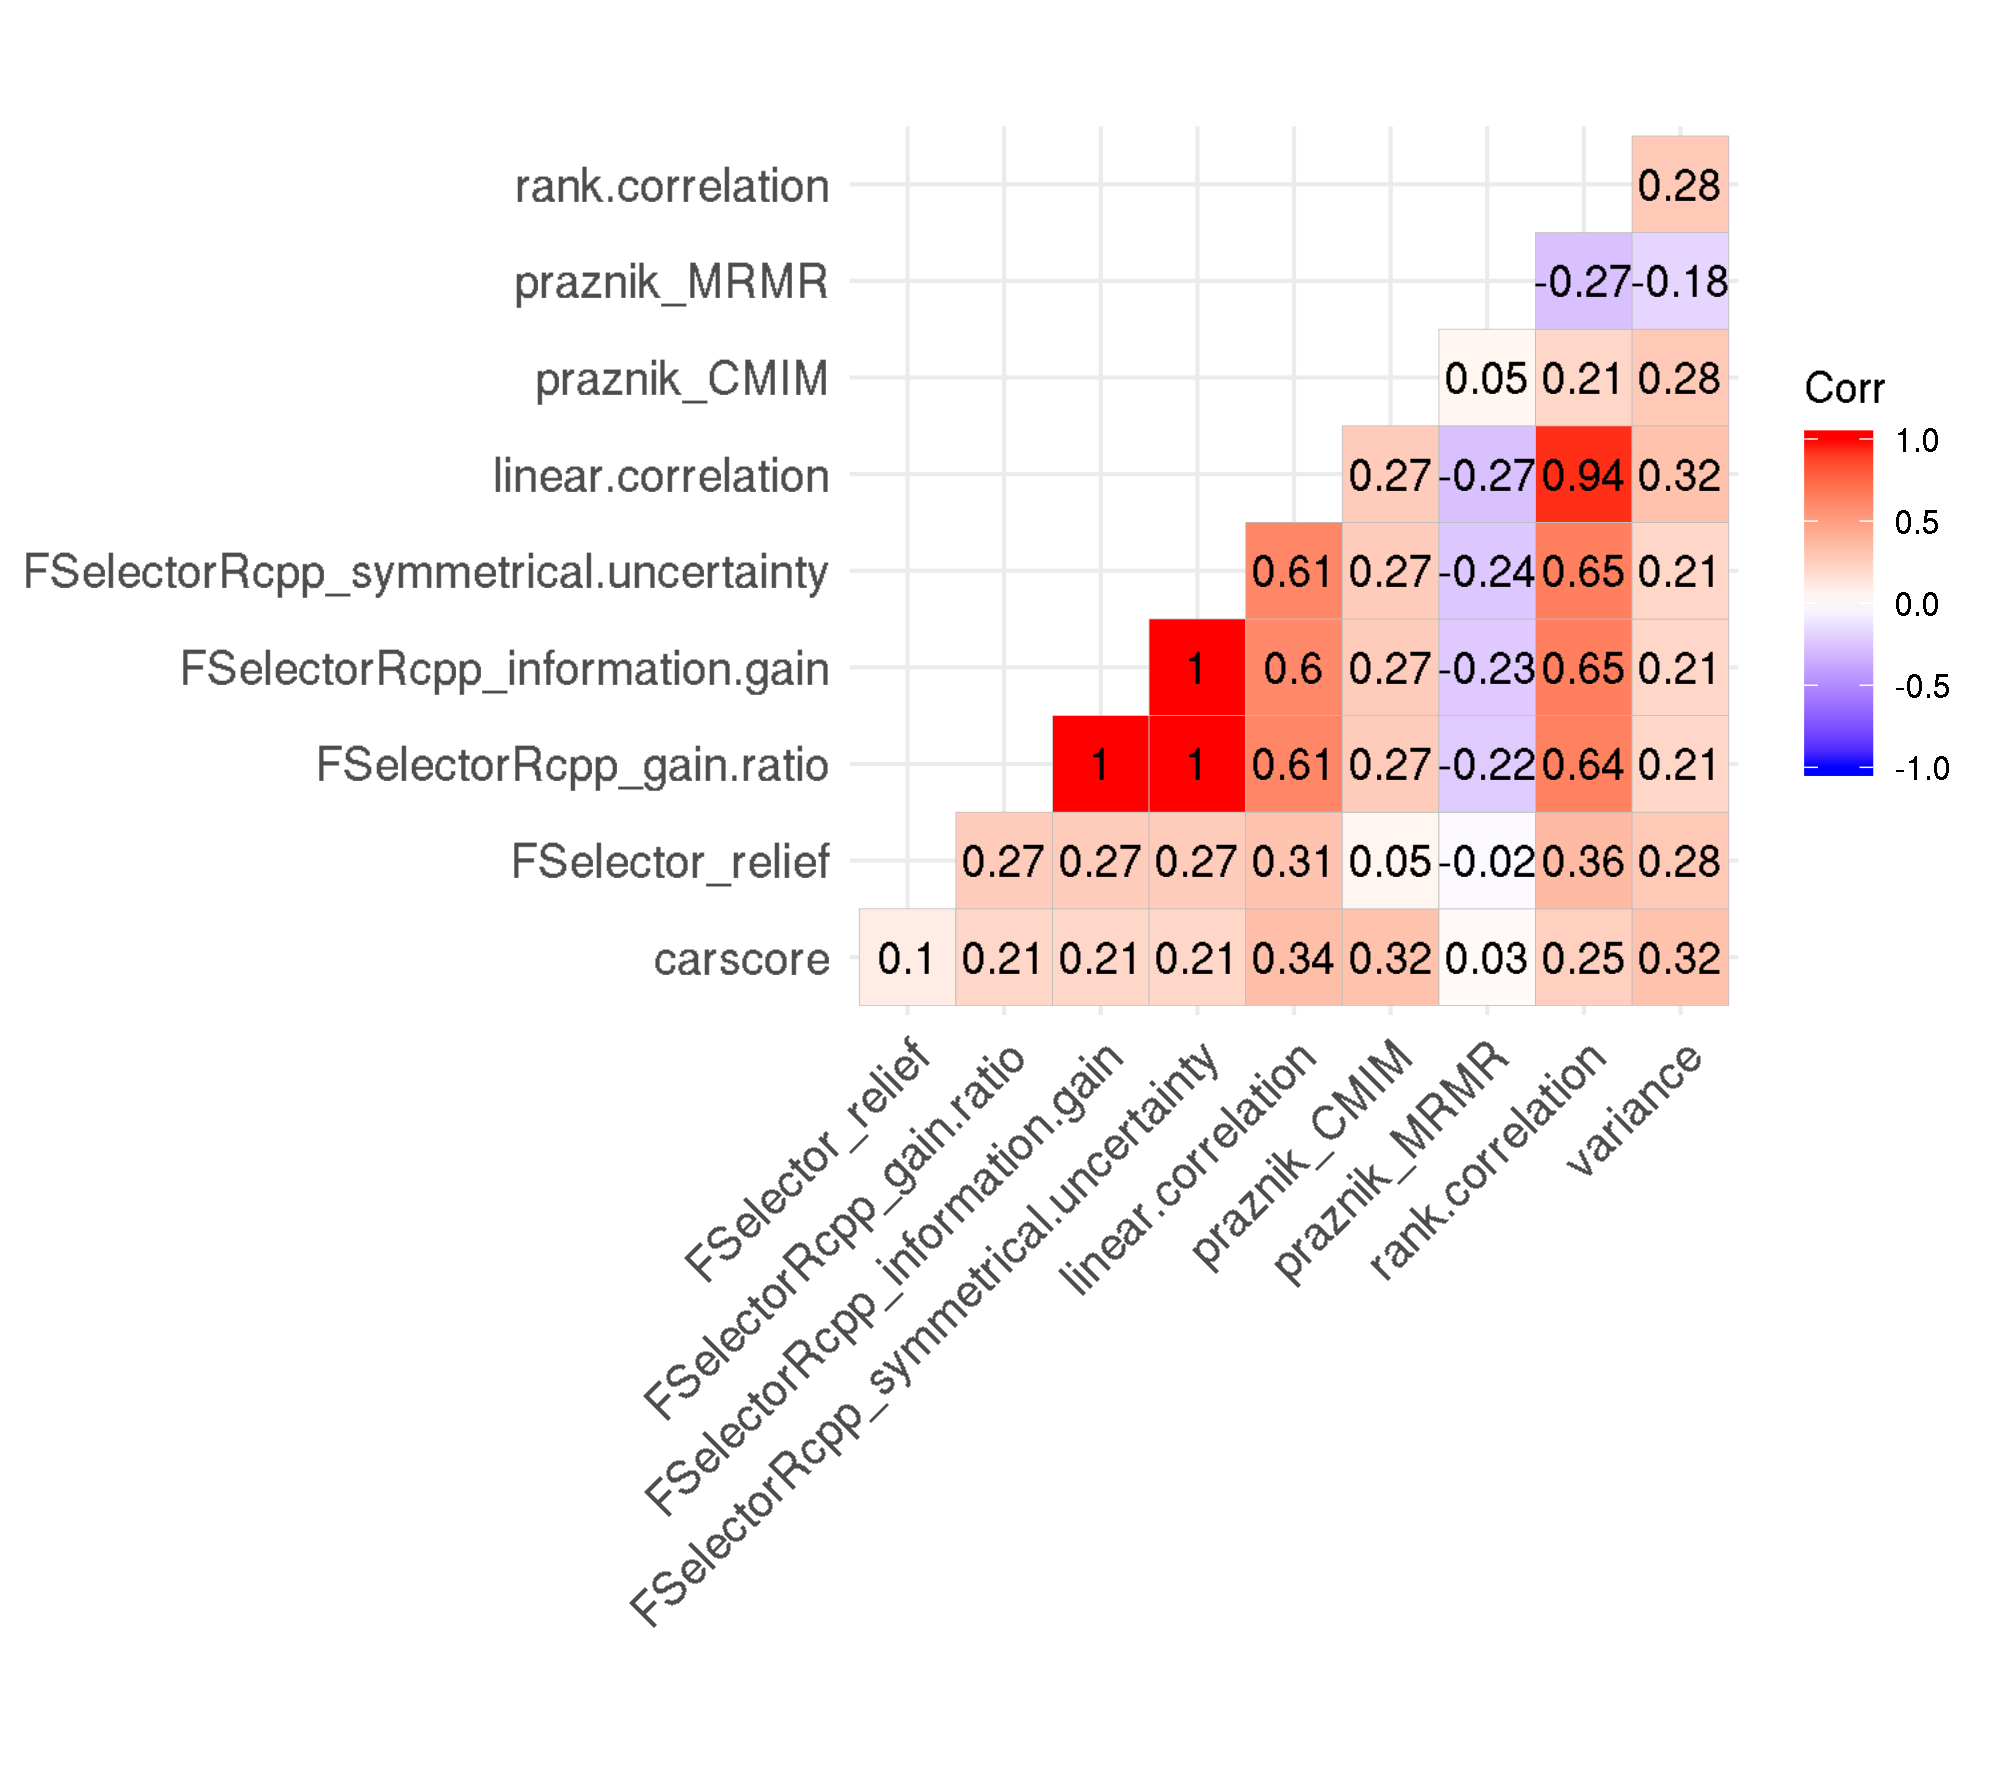 rank.correlation 0.28
praznik_MRMR -0.27 -0.18
praznik_CMIM 0.05 0.21 0.28
linear.correlation 0.27 -0.27 0.94 0.32
FSelectorRcpp_symmetrical.uncertainty 0.61 0.27 -0.24 0.65 0.21
FSelectorRcpp_information.gain 1 0.6 0.27 -0.23 0.65 0.21
FSelectorRcpp_gain.ratio 1 1 0.61 0.27 -0.22 0.64 0.21
FSelector_relief 0.27 0.27 0.27 0.31 0.05 -0.02 0.36 0.28
carscore 0.1 0.21 0.21 0.21 0.34 0.32 0.03 0.25 0.32
FSelector_relief
FSelectorRcpp_gain.ratio
FSelectorRcpp_information.gain
FSelectorRcpp_symmetrical.uncertainty
linear.correlation
praznik_CMIM
praznik_MRMR
rank.correlation
variance
Corr
1.0
0.5
0.0
-0.5
-1.0